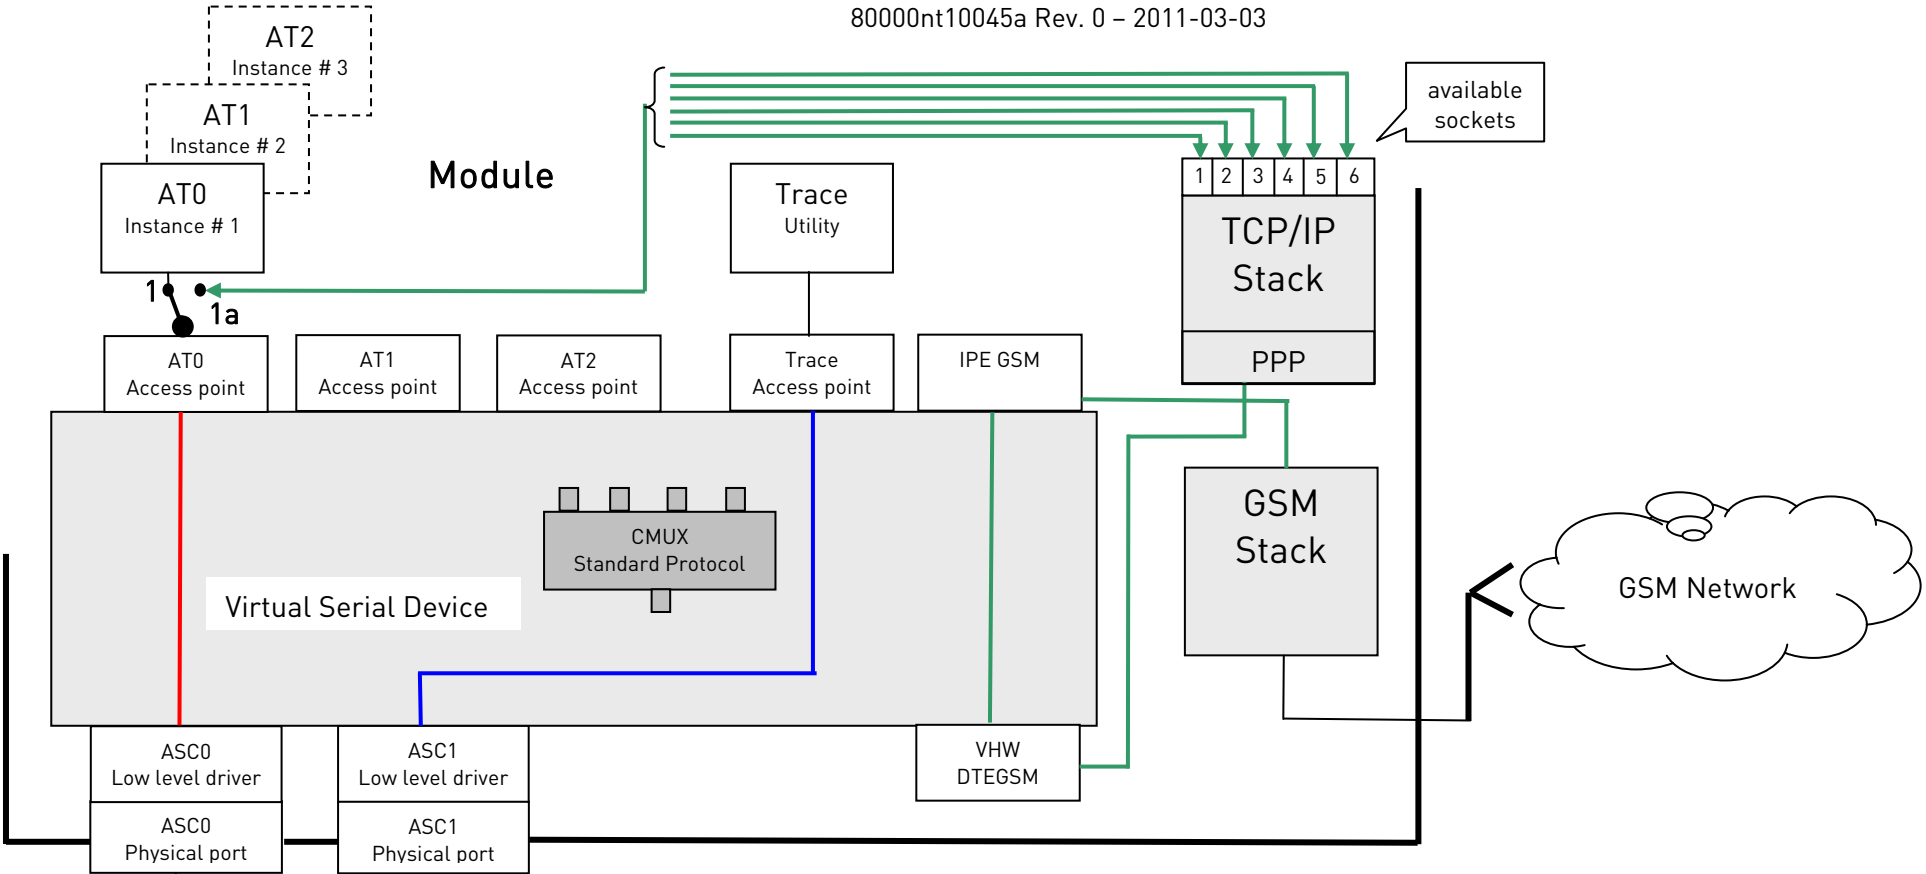 80000nt10045a Rev. 0 – 2011-03-03
AT2
Instance # 3
AT1
Instance # 2
AT0
Instance # 1
1
1a
Module
Trace
Utility
available
sockets
1 2 3 4 5 6
TCP/IP
Stack
PPP
AT0
Access point
AT1
Access point
AT2
Access point
Trace
Access point
IPE GSM
CMUX
Standard Protocol
Virtual Serial Device
GSM
Stack
GSM Network
ASC0
Low level driver
ASC1
Low level driver
VHW
DTEGSM
ASC0
Physical port
ASC1
Physical port